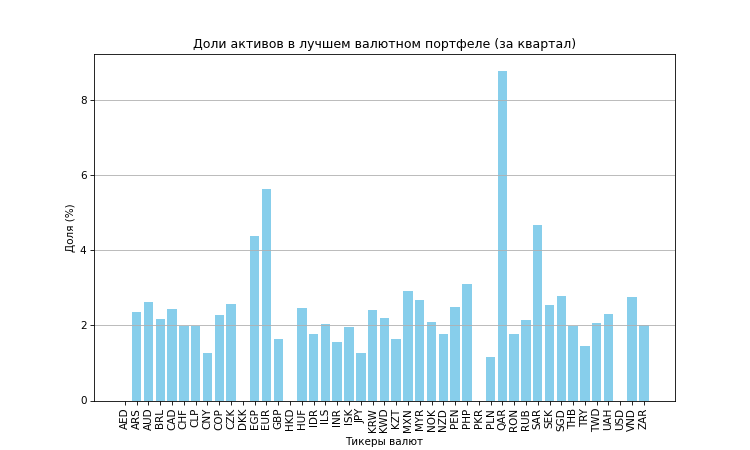 Доли активов в лучшем валютном портфеле (за квартал)
Доля (%)
8
6
4
2
0
AED ARS AUD BRL CAD CHF CLP CNY COP CZK DKK EGP EUR GBP HKD HUF IDR ILS INR ISK JPY KRW KWD KZT MXN MYR NOK NZD PEN PHP PKR PLN QAR RON RUB SAR SEK SGD THB TRY TWD UAH USD VND ZAR
Тикеры валют